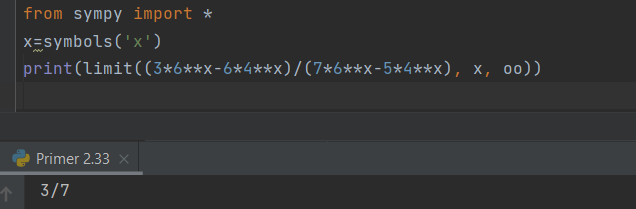 from sympy import *
x=symbols('x')
print(limit((3*6**x-6*4**x)/(7*6**x-5*4**x), x, oo))
Primer 2.33 ×
3/7